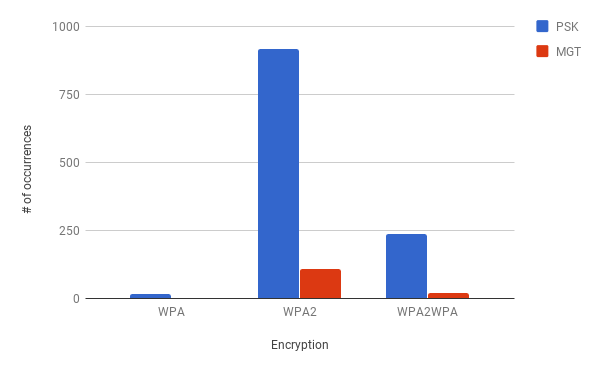 1000
750
500
250
0
# of occurrences
WPA
WPA2
WPA2WPA
Encryption
PSK
MGT